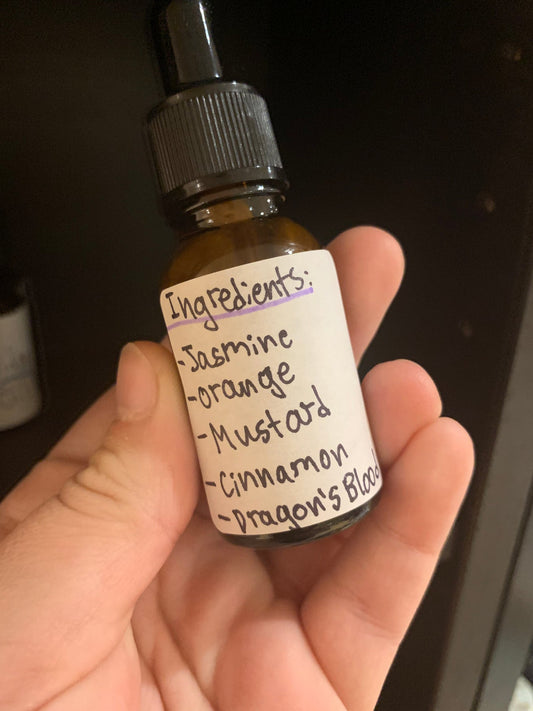 Ingredients:
-Jasmine
-orange
-Mustard
-Cinnamon
-Dragon's Blood